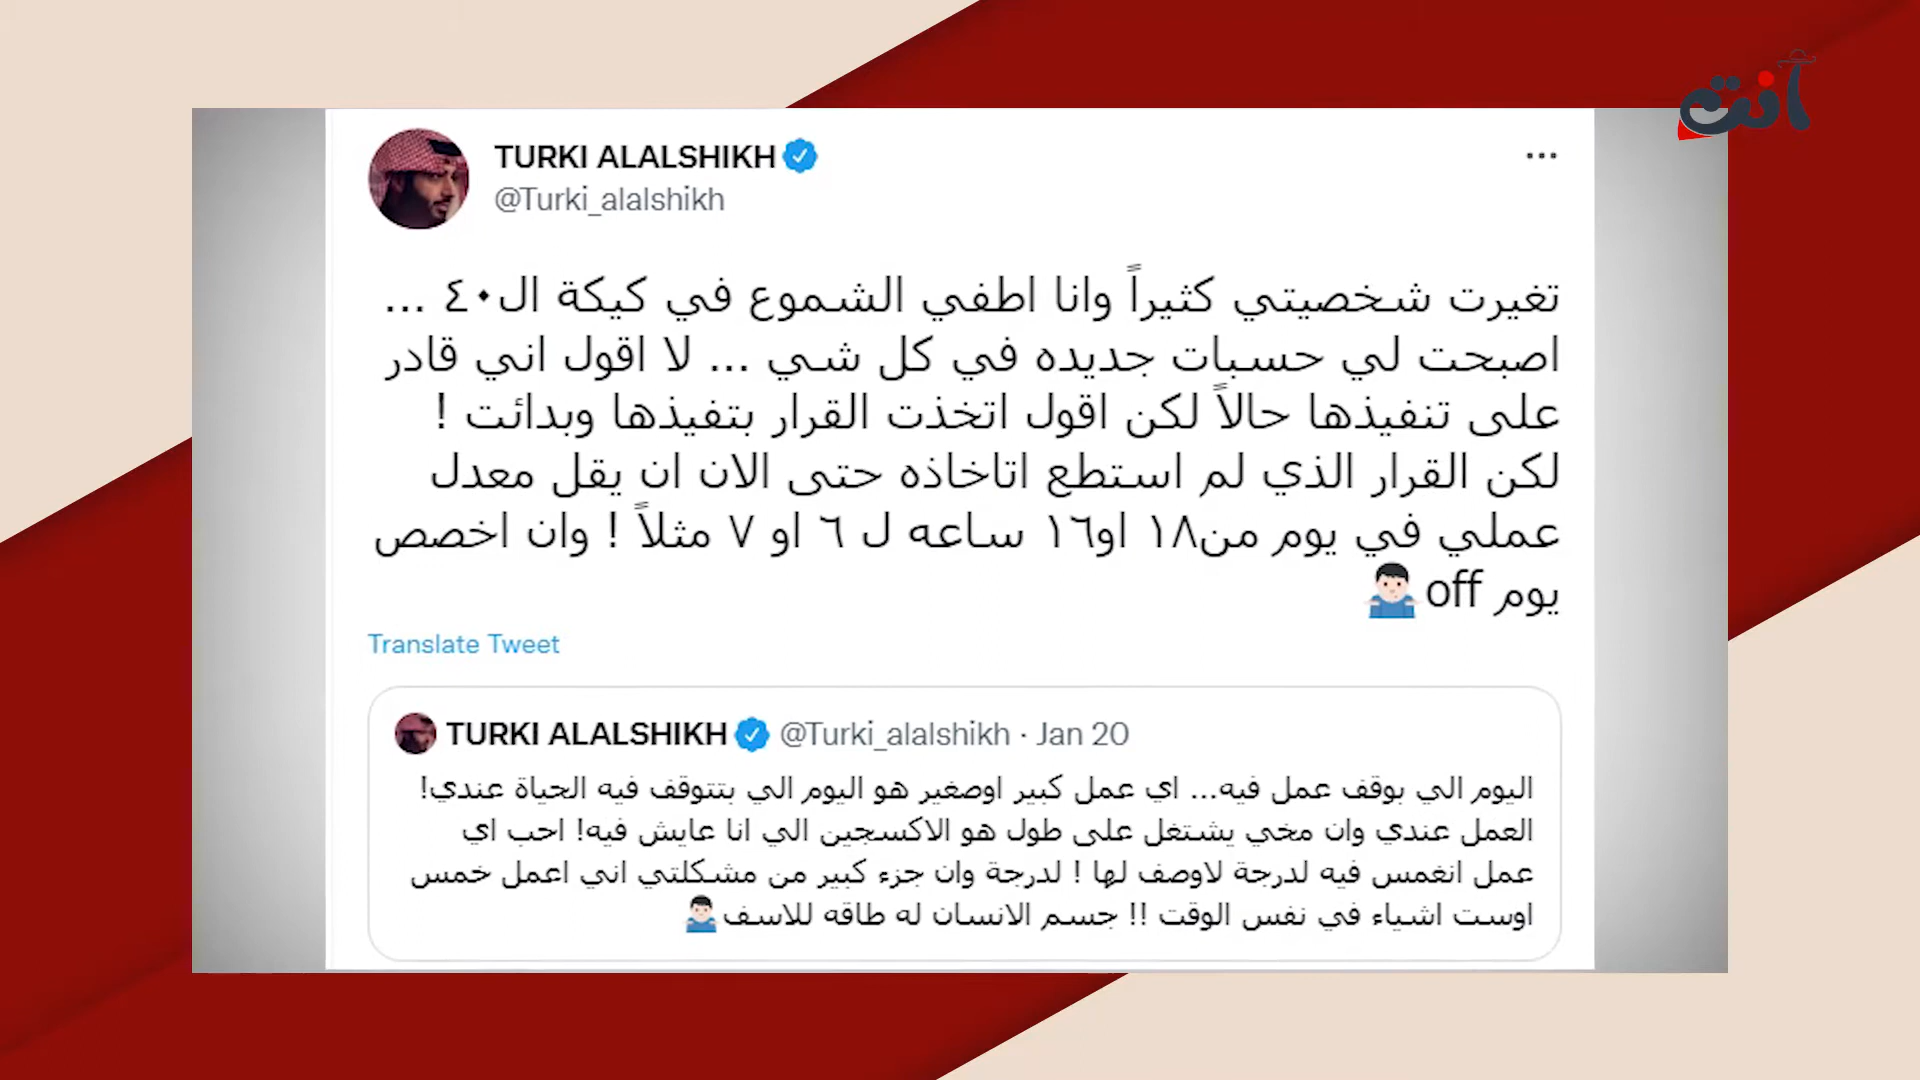 أنت
TURKI ALALSHIKH
@Turki_alalshikh
...
تغيرت شخصيتي كثيراً وانا اطفي الشموع في كيكة ال٤٠ ...
اصبحت لي حسبات جديده في كل شي ... لا اقول اني قادر
على تنفيذها حالاً لكن اقول اتخذت القرار بتفيذها وبدائت !
لكن القرار الذي لم استطع اتاخاذه حتى الان ان يقل معدل
عملي في يوم من١٨ او١٦ ساعه ل ٦ او ٧ مثلاً ! وان اخصص
يوم off🤷🏻‍♂️
Translate Tweet
TURKI ALALSHIKH @Turki_alalshikh · Jan 20
اليوم الي بوقف عمل فيه... اي عمل كبير اوصغير هو اليوم الي بتتوقف فيه الحياة عندي!
العمل عندي وان مخي يشتغل على طول هو الاكسجين الي انا عايش فيه! احب اي
عمل انغمس فيه لدرجة لاوصف لها ! لدرجة وان جزء كبير من مشكلتي اني اعمل خمس
اوست اشياء في نفس الوقت !! جسم الانسان له طاقه للاسف🤷🏻‍♂️